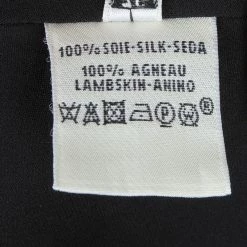 100% SOIE-SILK-SEDA
100% AGNEAU
LAMBSKIN-ANINO
P W R